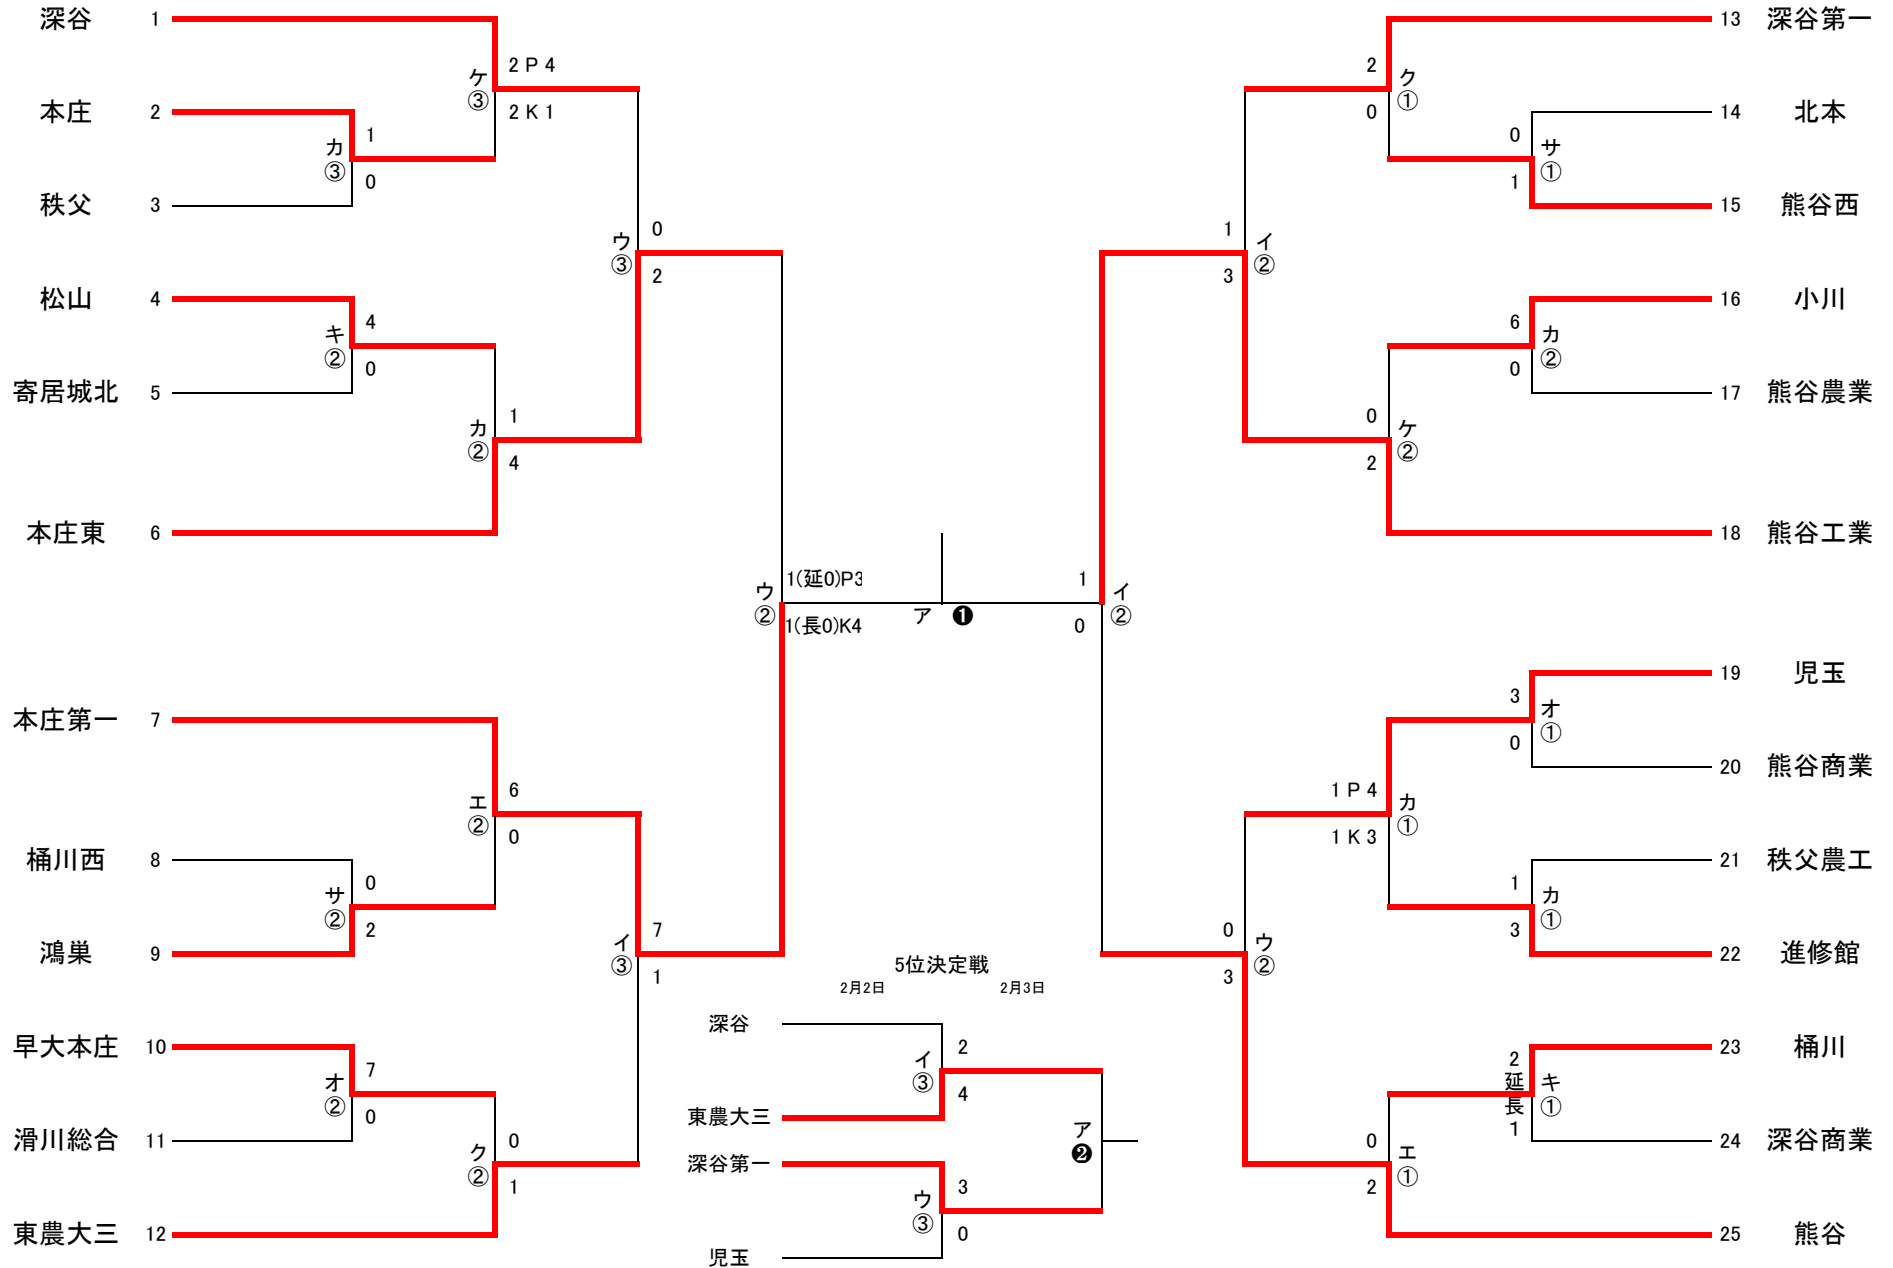 深谷 1
2 P 4
ケ
③
2 K 1
本庄 2
1
カ
③
0
秩父 3
0
ウ
③
2
松山 4
4
キ
②
0
寄居城北 5
1
カ
②
4
本庄東 6
1(延0)P3
ウ
②
1(長0)K4
本庄第一 7
6
エ
②
0
桶川西 8
0
サ
②
2
鴻巣 9
7
イ
③
1
早大本庄 10
7
オ
②
0
滑川総合 11
0
ク
②
1
東農大三 12
ア ❶
13 深谷第一
2
ク
①
0
14 北本
0
サ
①
1
15 熊谷西
1
イ
②
3
16 小川
6
カ
②
0
17 熊谷農業
0
ケ
②
2
18 熊谷工業
1
イ
②
0
19 児玉
3
オ
①
0
20 熊谷商業
1 P 4
カ
①
1 K 3
21 秩父農工
1
カ
①
3
22 進修館
0
ウ
②
3
23 桶川
2
延
長
キ
①
1
24 深谷商業
0
エ
①
2
25 熊谷
5位決定戦
2月2日 2月3日
深谷
2
イ
③
4
東農大三
ア
❷
深谷第一
3
ウ
③
0
児玉